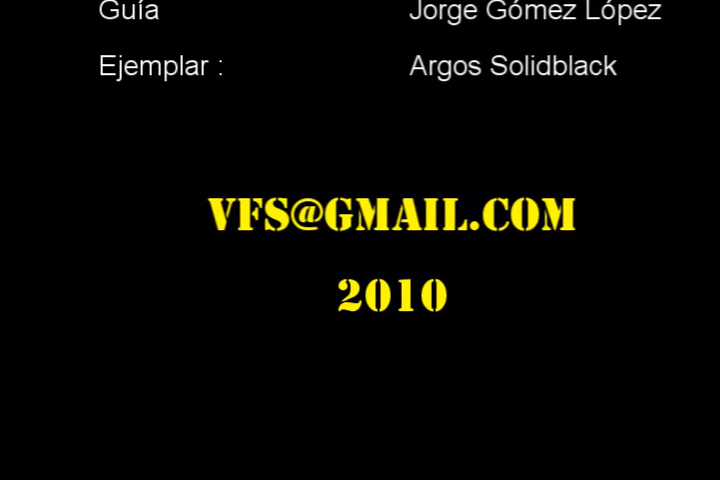 Guía Jorge Gómez López
Ejemplar : Argos Solidblack
VFS@GMAIL.COM
2010